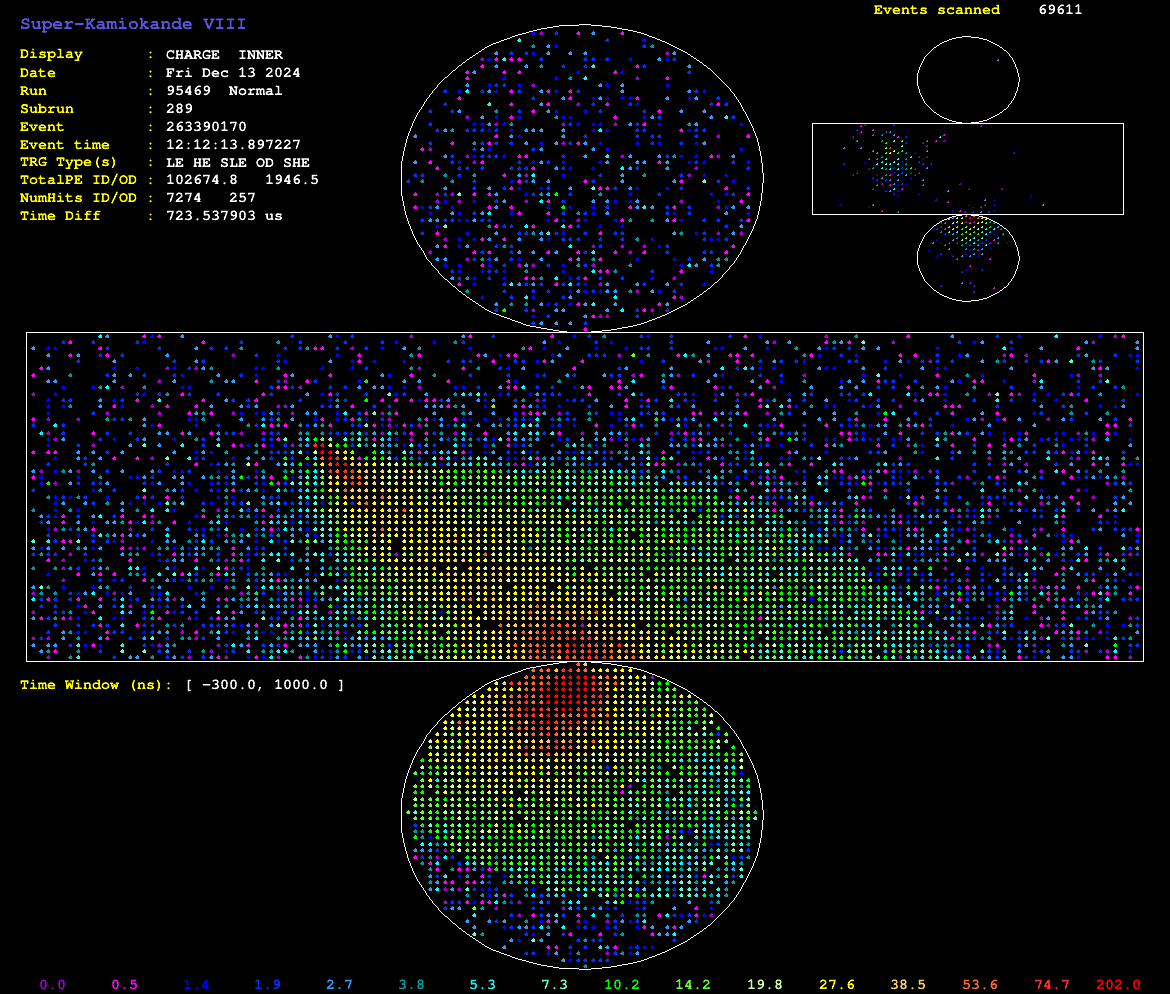 Super-Kamiokande VIII
Events scanned 69611
Display : CHARGE INNER
Date : Fri Dec 13 2024
Run : 95469 Normal
Subrun : 289
Event : 263390170
Event time : 12:12:13.897227
TRG Type(s) : LE HE SLE OD SHE
TotalPE ID/OD : 102674.8 1946.5
NumHits ID/OD : 7274 257
Time Diff : 723.537903 us
Time Window (ns): [ −300.0, 1000.0 ]
0.0 0.5 1.4 1.9 2.7 3.8 5.3 7.3 10.2 14.2 19.8 27.6 38.5 53.6 74.7 202.0